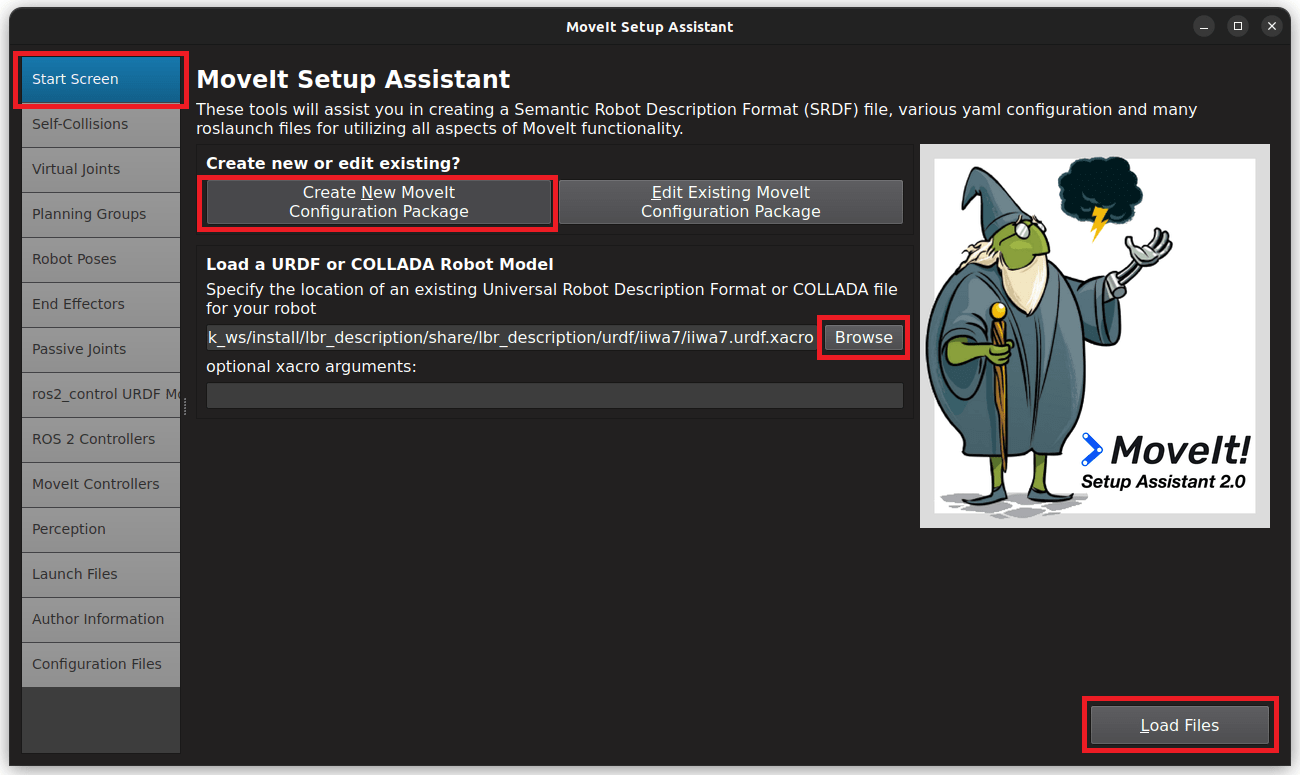 MoveIt Setup Assistant
Start Screen
Self-Collisions
Virtual Joints
Planning Groups
Robot Poses
End Effectors
Passive Joints
ros2_control URDF Mo
ROS 2 Controllers
MoveIt Controllers
Perception
Launch Files
Author Information
Configuration Files
MoveIt Setup Assistant
These tools will assist you in creating a Semantic Robot Description Format (SRDF) file, various yaml configuration and many
roslaunch files for utilizing all aspects of MoveIt functionality.
Create new or edit existing?
Create New MoveIt
Configuration Package
Edit Existing MoveIt
Configuration Package
Load a URDF or COLLADA Robot Model
Specify the location of an existing Universal Robot Description Format or COLLADA file
for your robot
k_ws/install/lbr_description/share/lbr_description/urdf/iiwa7/iiwa7.urdf.xacro
Browse
optional xacro arguments:
MoveIt!
Setup Assistant 2.0
Load Files